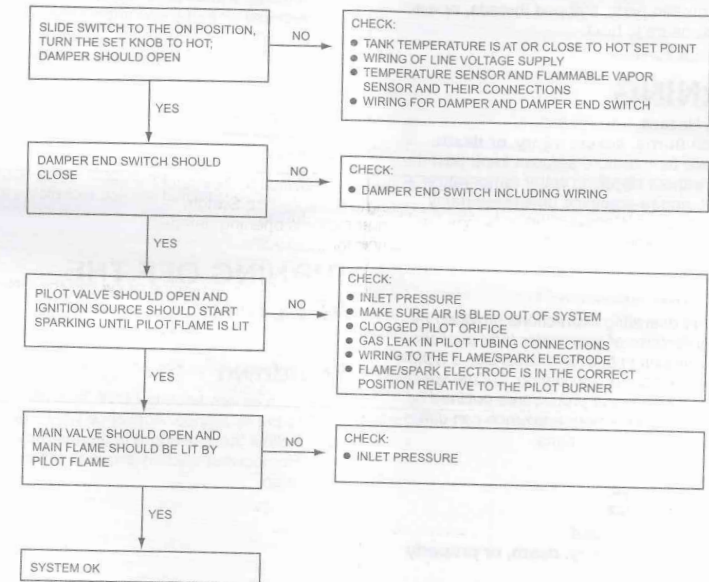 SLIDE SWITCH TO THE ON POSITION,
TURN THE SET KNOB TO HOT;
DAMPER SHOULD OPEN
NO
CHECK:
● TANK TEMPERATURE IS AT OR CLOSE TO HOT SET POINT
● WIRING OF LINE VOLTAGE SUPPLY
● TEMPERATURE SENSOR AND FLAMMABLE VAPOR
SENSOR AND THEIR CONNECTIONS
● WIRING FOR DAMPER AND DAMPER END SWITCH
YES
DAMPER END SWITCH SHOULD
CLOSE
NO
CHECK:
● DAMPER END SWITCH INCLUDING WIRING
YES
PILOT VALVE SHOULD OPEN AND
IGNITION SOURCE SHOULD START
SPARKING UNTIL PILOT FLAME IS LIT
NO
CHECK:
● INLET PRESSURE
● MAKE SURE AIR IS BLED OUT OF SYSTEM
● CLOGGED PILOT ORIFICE
● GAS LEAK IN PILOT TUBING CONNECTIONS
● WIRING TO THE FLAME/SPARK ELECTRODE
● FLAME/SPARK ELECTRODE IS IN THE CORRECT
POSITION RELATIVE TO THE PILOT BURNER
YES
MAIN VALVE SHOULD OPEN AND
MAIN FLAME SHOULD BE LIT BY
PILOT FLAME
NO
CHECK:
● INLET PRESSURE
YES
SYSTEM OK